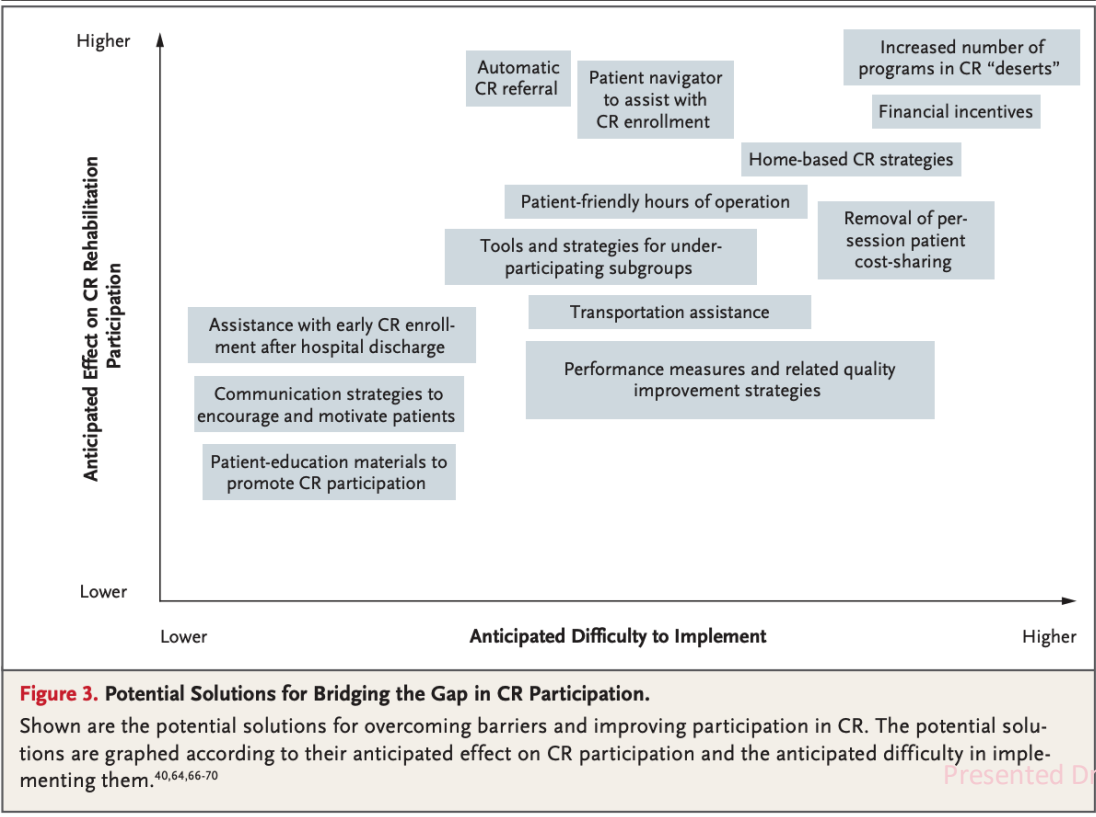 Higher
Automatic
CR referral
Patient navigator
to assist with
CR enrollment
Increased number of
programs in CR “deserts”
Financial incentives
Home-based CR strategies
Patient-friendly hours of operation
Removal of per-
session patient
cost-sharing
Tools and strategies for under-
participating subgroups
Transportation assistance
Assistance with early CR enroll-
ment after hospital discharge
Performance measures and related quality
improvement strategies
Communication strategies to
encourage and motivate patients
Patient-education materials to
promote CR participation
Anticipated Effect on CR Rehabilitation
Participation
Lower
Lower
Anticipated Difficulty to Implement
Higher
Figure 3. Potential Solutions for Bridging the Gap in CR Participation.
Shown are the potential solutions for overcoming barriers and improving participation in CR. The potential solu-
tions are graphed according to their anticipated effect on CR participation and the anticipated difficulty in imple-
menting them.40,64,66-70
Presented